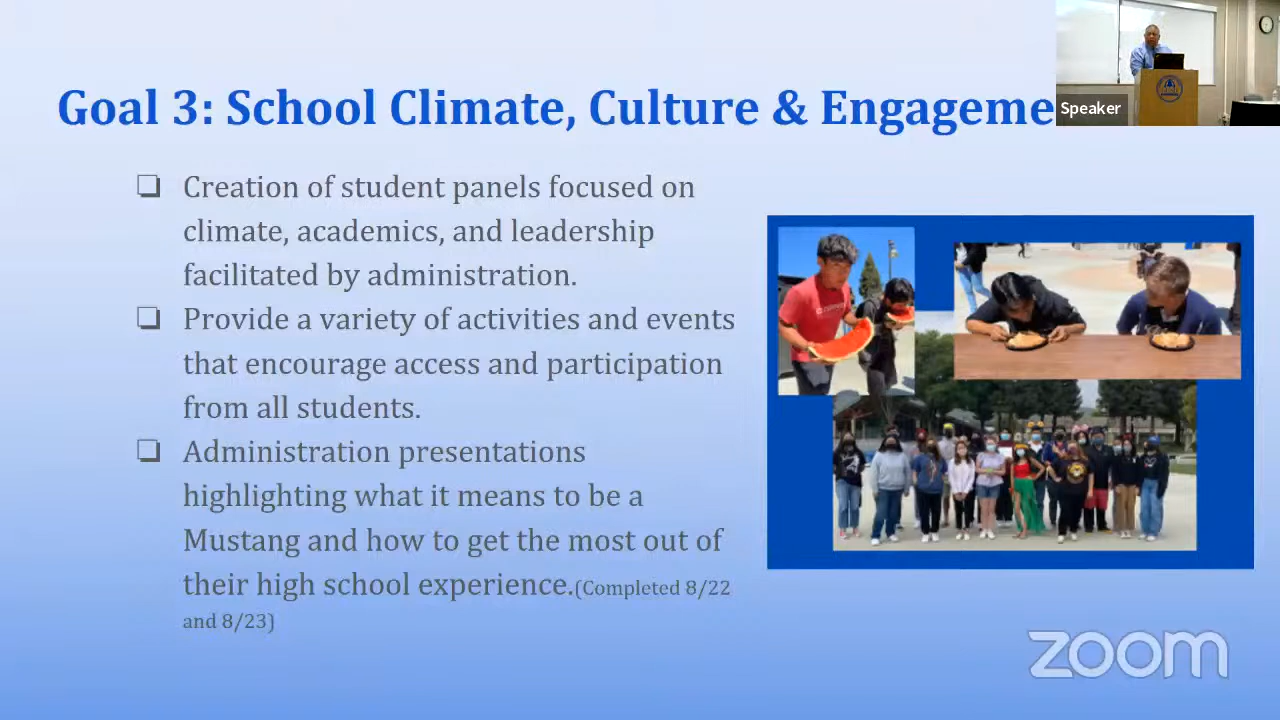 Goal 3: School Climate, Culture & Engageme
Speaker
❏ Creation of student panels focused on
climate, academics, and leadership
facilitated by administration.
❏ Provide a variety of activities and events
that encourage access and participation
from all students.
❏ Administration presentations
highlighting what it means to be a
Mustang and how to get the most out of
their high school experience.(Completed 8/22
and 8/23)
zoom